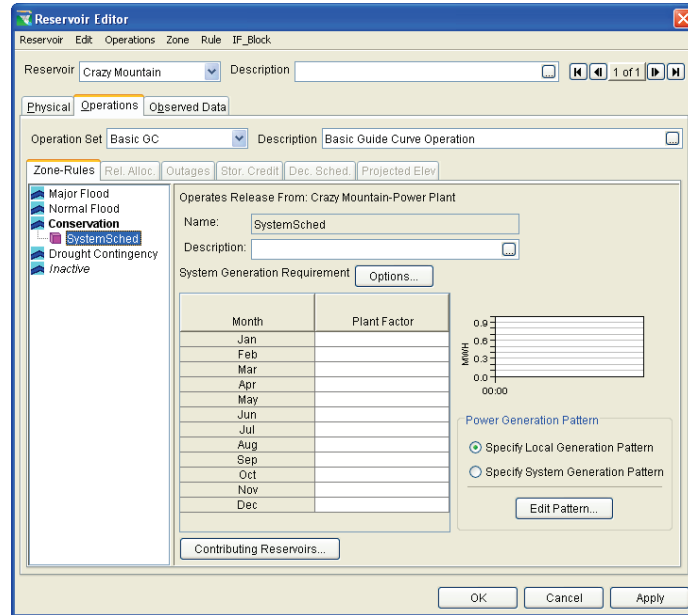 Reservoir Editor
Reservoir Edit Operations Zone Rule IF_Block
Reservoir Crazy Mountain Description ... 1 of 1
Physical Operations Observed Data
Operation Set Basic GC Description Basic Guide Curve Operation ...
Zone-Rules Rel. Alloc. Outages Stor. Credit Dec. Sched. Projected Elev
Major Flood
Normal Flood
Conservation
SystemSched
Drought Contingency
Inactive
Operates Release From: Crazy Mountain-Power Plant
Name: SystemSched
Description: ...
System Generation Requirement Options...
Month Plant Factor
Jan
Feb
Mar
Apr
May
Jun
Jul
Aug
Sep
Oct
Nov
Dec
MWH
0.9
0.6
0.3
0.0
00:00
Power Generation Pattern
Specify Local Generation Pattern
Specify System Generation Pattern
Edit Pattern...
Contributing Reservoirs...
OK Cancel Apply